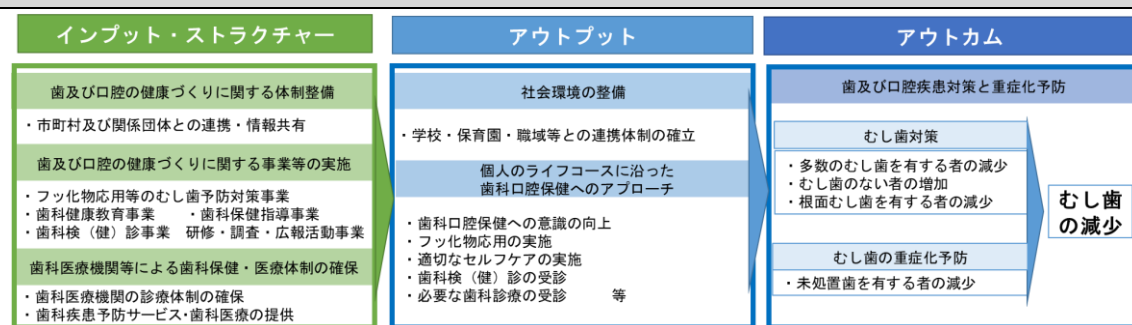 インプット・ストラクチャー
歯及び口腔の健康づくりに関する体制整備
・市町村及び関係団体との連携・情報共有
歯及び口腔の健康づくりに関する事業等の実施
・フッ化物応用等のむし歯予防対策事業
・歯科健康教育事業　　・歯科保健指導事業
・歯科検（健）診事業　研修・調査・広報活動事業
歯科医療機関等による歯科保健・医療体制の確保
・歯科医療機関の診療体制の確保
・歯科疾患予防サービス・歯科医療の提供
アウトプット
社会環境の整備
・学校・保育園・職域等との連携体制の確立
個人のライフコースに沿った
歯科口腔保健へのアプローチ
・歯科口腔保健への意識の向上
・フッ化物応用の実施
・適切なセルフケアの実施
・歯科検（健）診の受診
・必要な歯科診療の受診　　等
アウトカム
歯及び口腔疾患対策と重症化予防
むし歯対策
・多数のむし歯を有する者の減少
・むし歯のない者の増加
・根面むし歯を有する者の減少
むし歯の重症化予防
・未処置歯を有する者の減少
むし歯
の減少